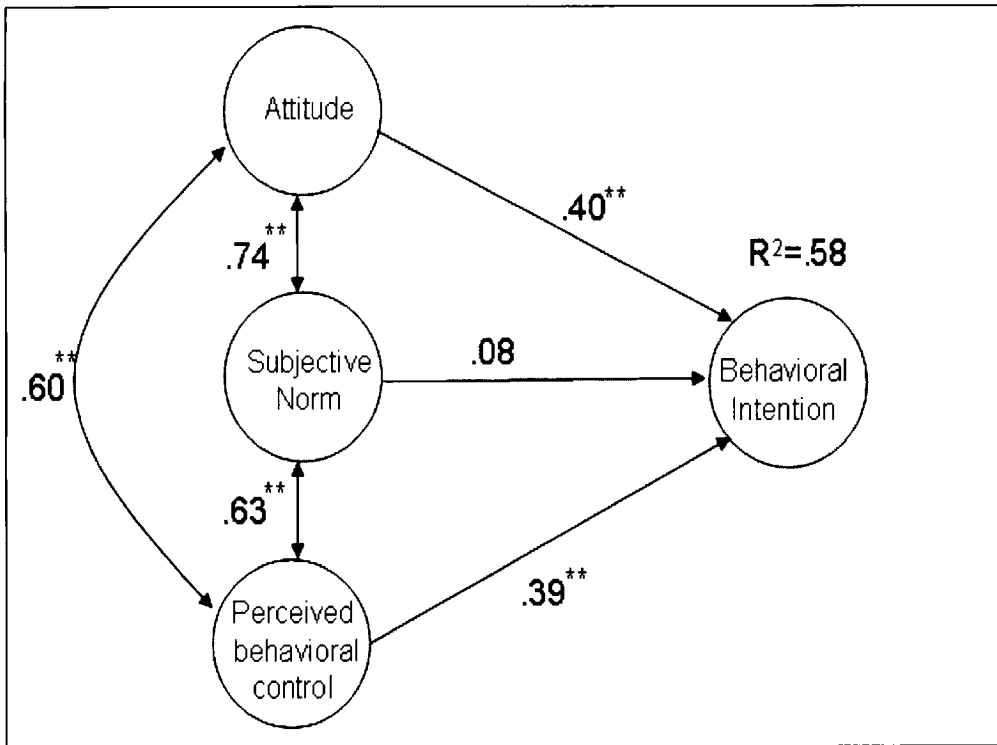 Attitude
.40**
.74**
R²=.58
Subjective
Norm
.08
Behavioral
Intention
.60**
.63**
.39**
Perceived
behavioral
control